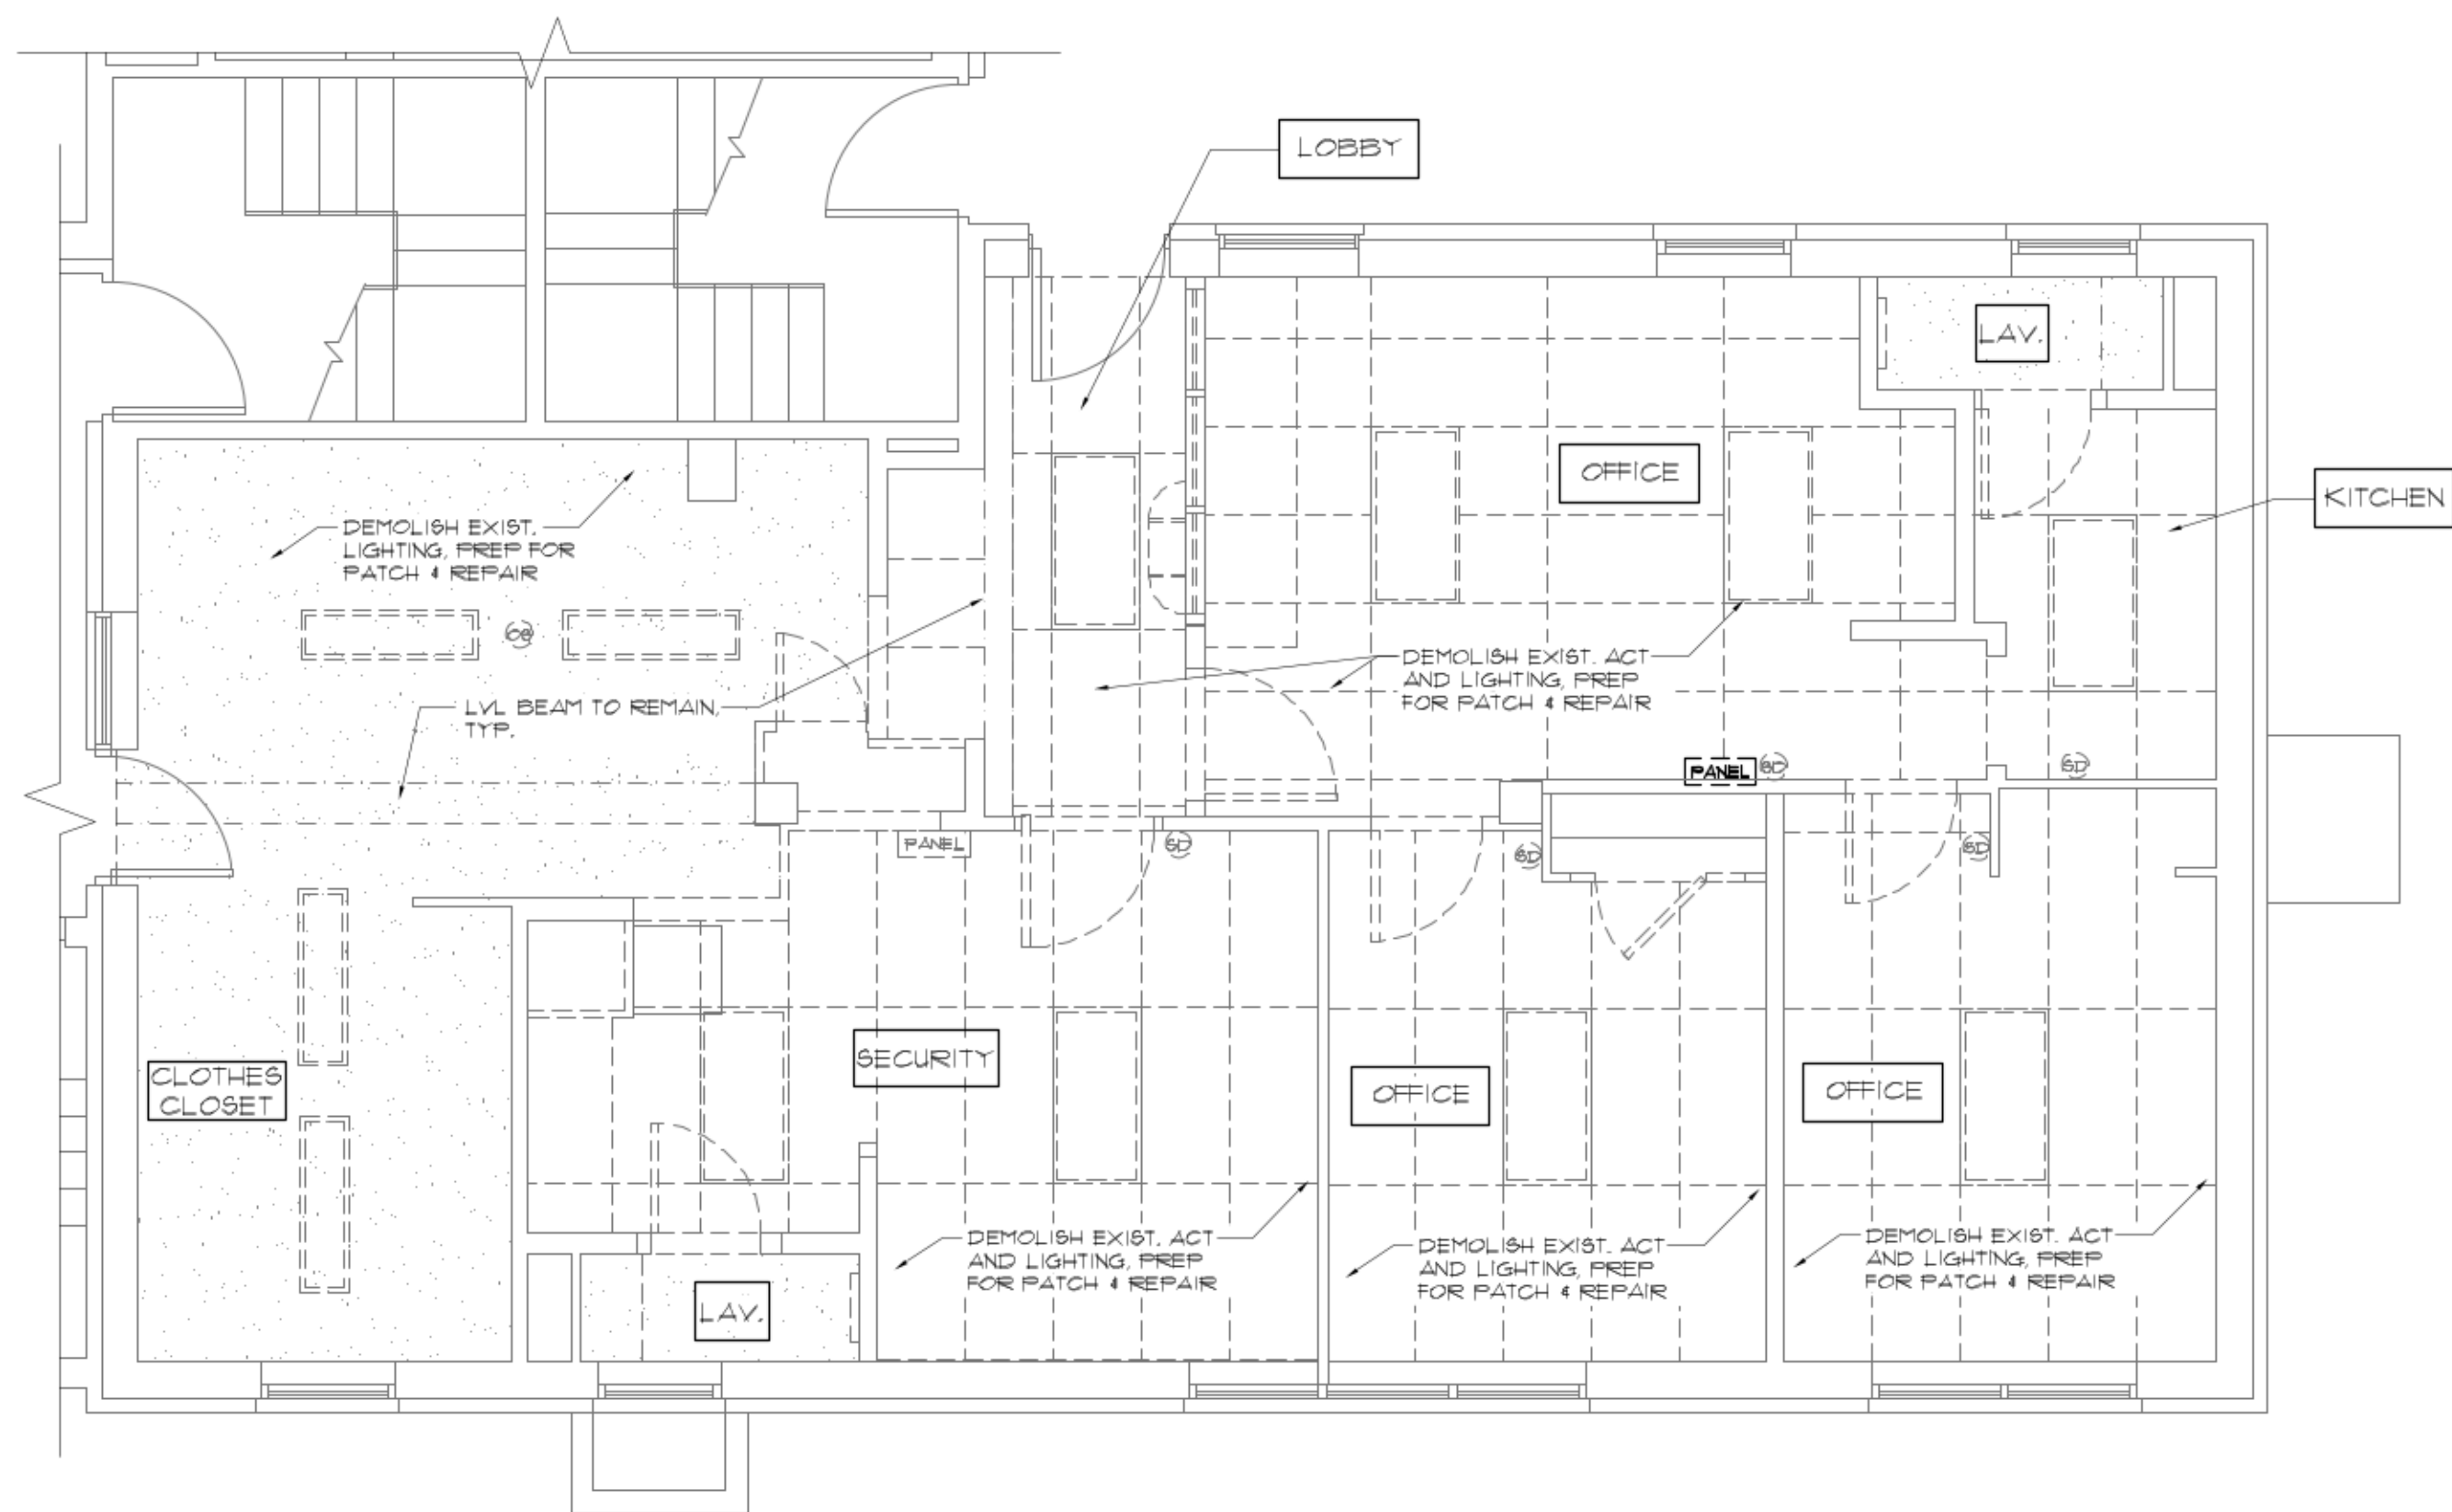 LOBBY
LAV.
OFFICE
KITCHEN
DEMOLISH EXIST.
LIGHTING, PREP FOR
PATCH & REPAIR
DEMOLISH EXIST. ACT
AND LIGHTING, PREP
FOR PATCH & REPAIR
LVL BEAM TO REMAIN,
TYP.
PANEL
SD
SD
PANEL
SD
SD
SD
SECURITY
CLOTHES
CLOSET
OFFICE
OFFICE
DEMOLISH EXIST. ACT
AND LIGHTING, PREP
FOR PATCH & REPAIR
DEMOLISH EXIST. ACT
AND LIGHTING, PREP
FOR PATCH & REPAIR
DEMOLISH EXIST. ACT
AND LIGHTING, PREP
FOR PATCH & REPAIR
LAV.